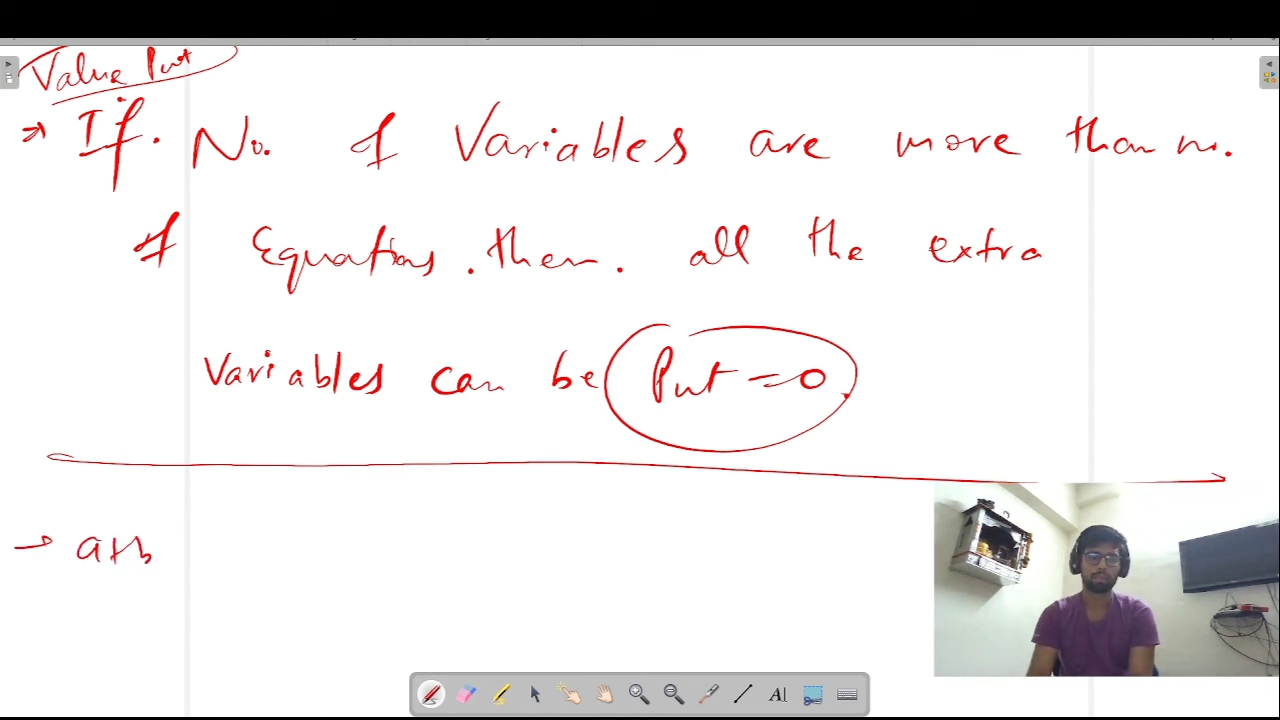 Value Put
→ If. No. of Variables are more than no.
of Equations. then. all the extra
Variables can be Put = 0.
→ a+b
AI